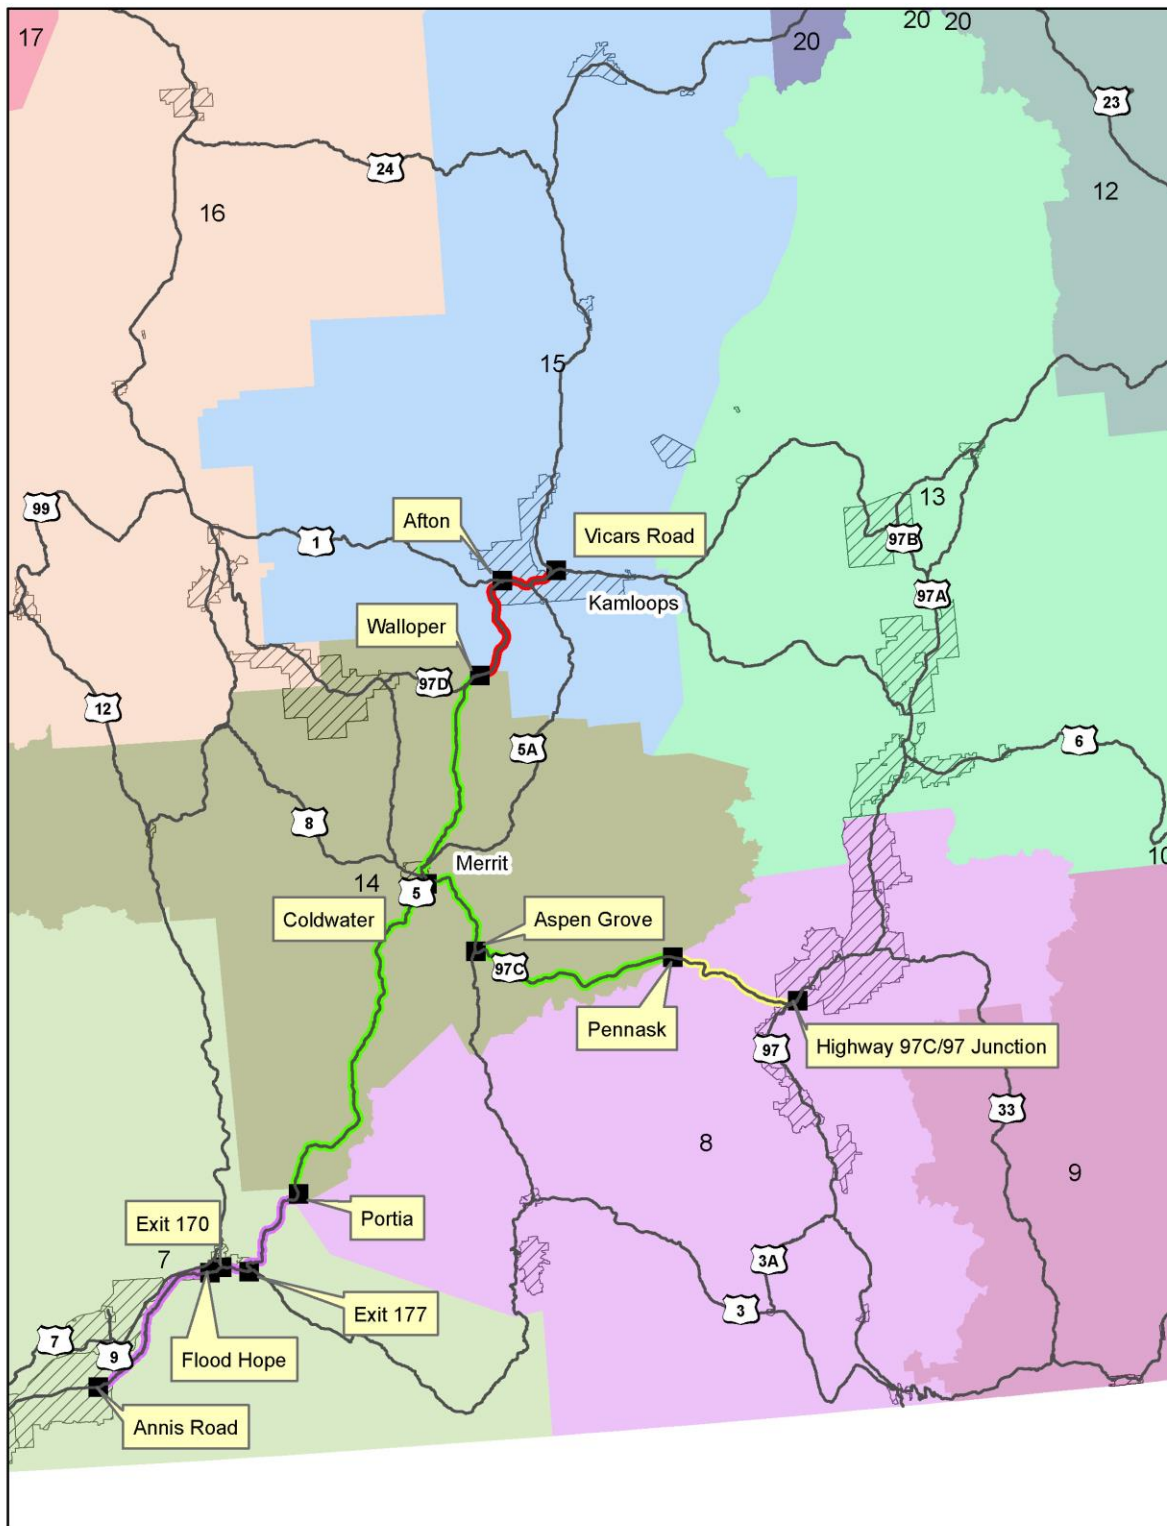 17
20
20
20
23
24
12
16
15
99
13
1
Afton
Vicars Road
97B
97A
Kamloops
Walloper
97D
12
5A
6
8
10
Merrit
14
5
Coldwater
Aspen Grove
97C
Pennask
97
Highway 97C/97 Junction
33
8
9
Exit 170
Portia
7
3A
3
Exit 177
7
9
Flood Hope
Annis Road